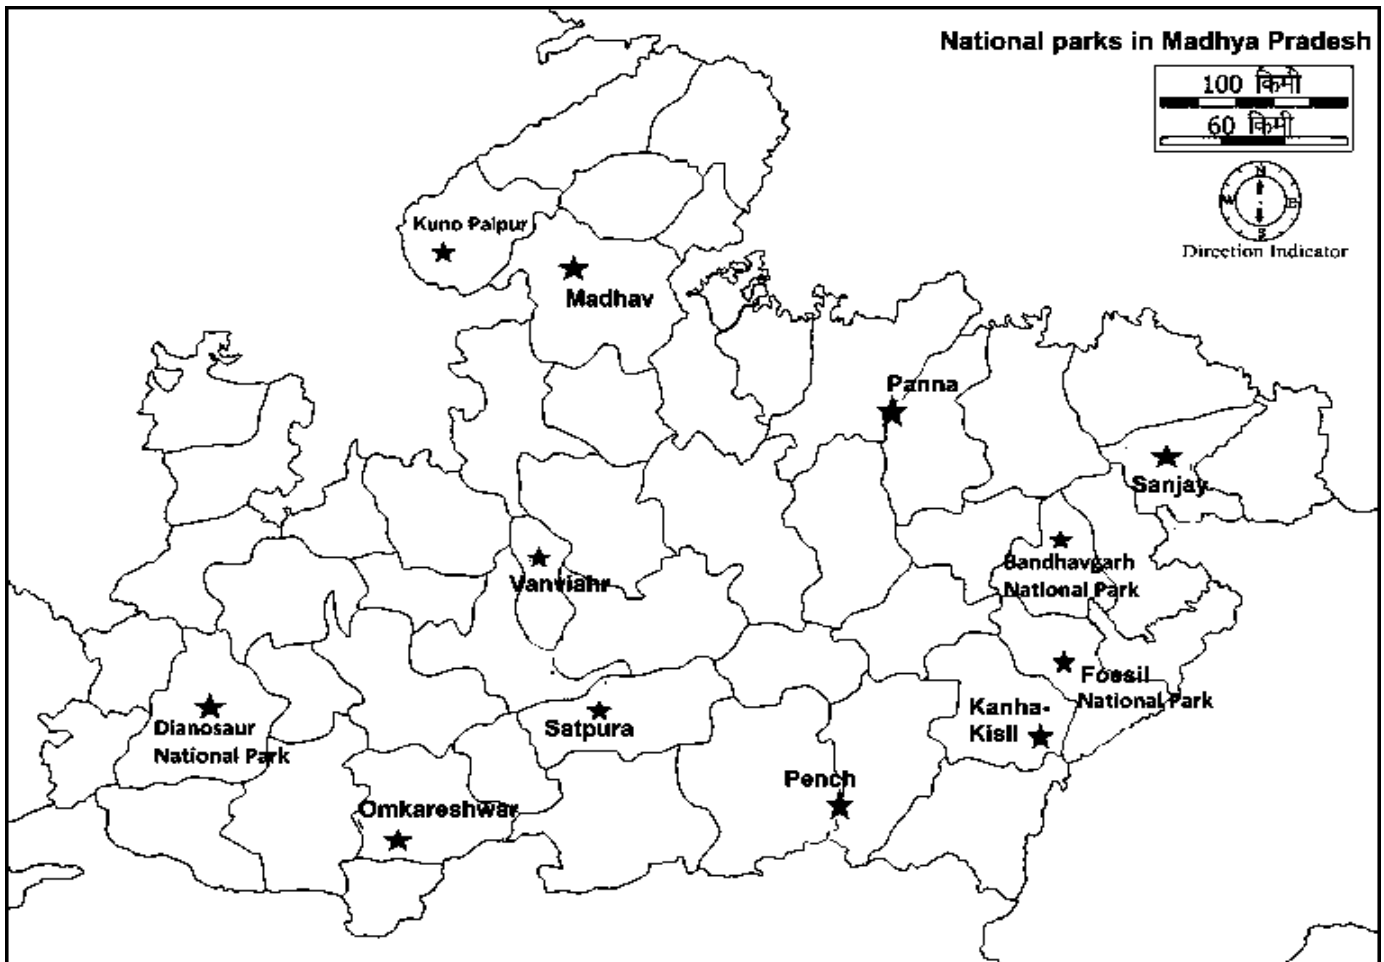 National parks in Madhya Pradesh
100 किमी
60 किमी
N
W
E
S
Direction Indicator
Kuno Palpur
Madhav
Panna
Sanjay
Bandhavgarh
National Park
Vanviahr
Foesil
National Park
Kanha-
Kisli
Satpura
Dianosaur
National Park
Pench
Omkareshwar